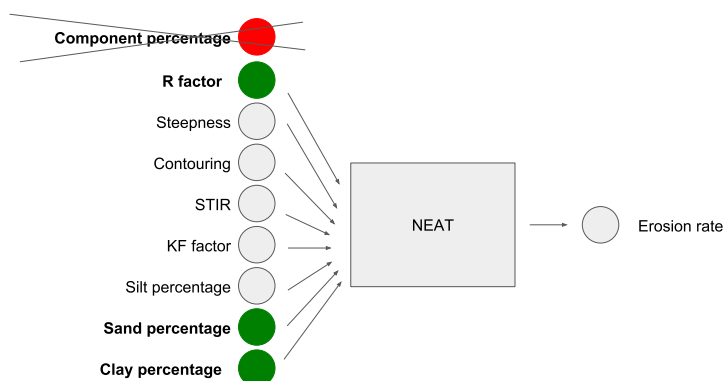 Component percentage
R factor
Steepness
Contouring
STIR
KF factor
Silt percentage
Sand percentage
Clay percentage
NEAT
Erosion rate